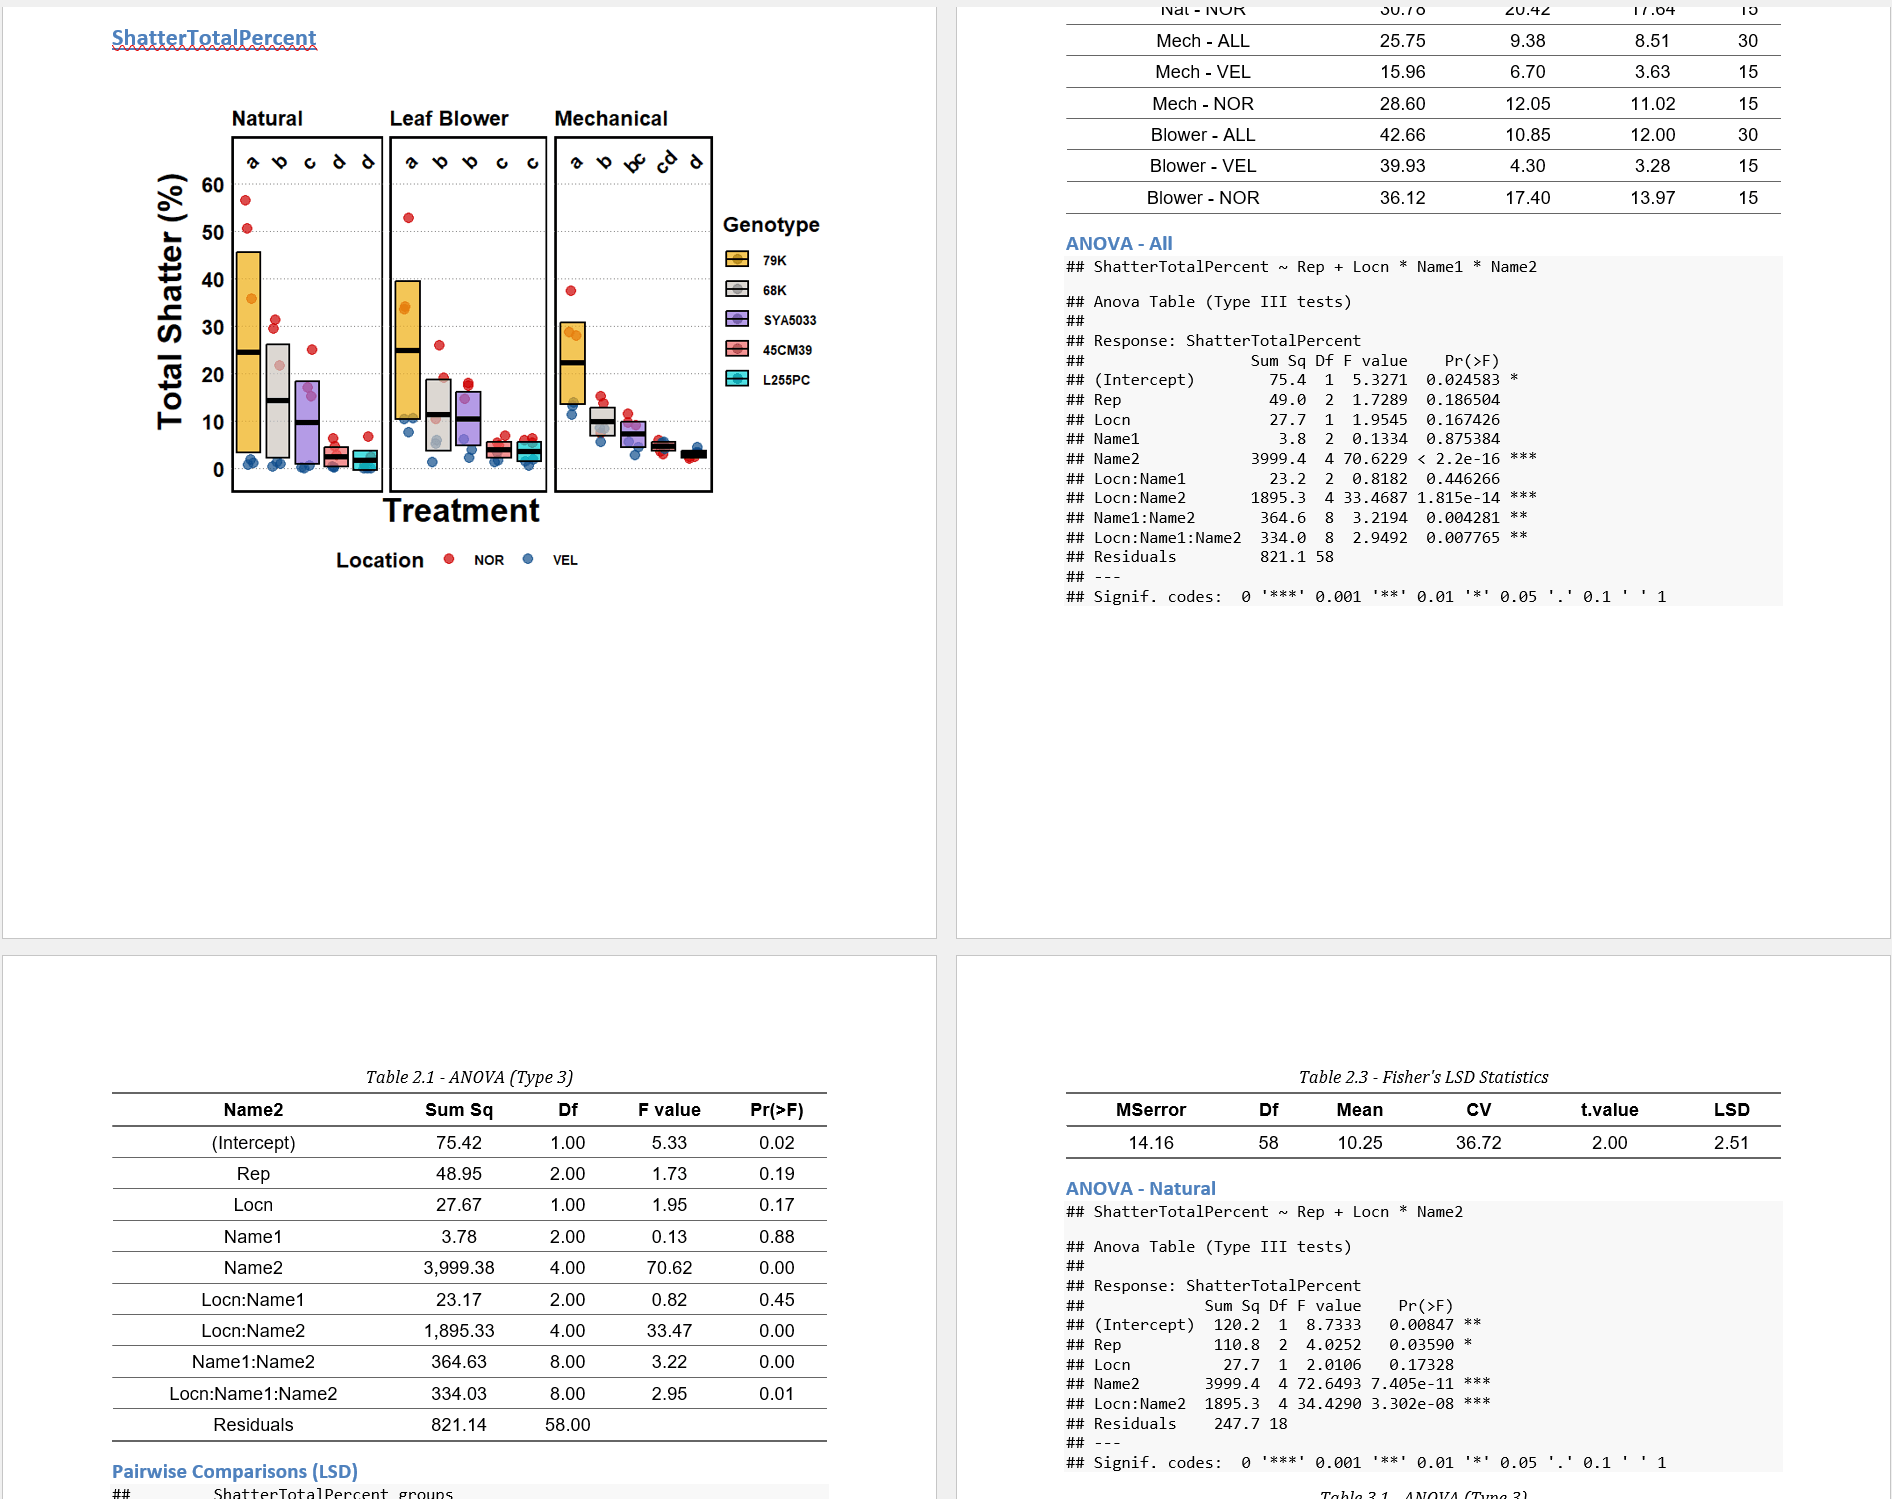 ShatterTotalPercent
Natural Leaf Blower Mechanical
a b c d d a b b c c a b bc cd d
Total Shatter (%)
60
50
40
30
20
10
0
Genotype
79K
68K
SYA5033
45CM39
L255PC
Treatment
Location NOR VEL
Nat - NOR 30.78 20.42 17.64 15
Mech - ALL 25.75 9.38 8.51 30
Mech - VEL 15.96 6.70 3.63 15
Mech - NOR 28.60 12.05 11.02 15
Blower - ALL 42.66 10.85 12.00 30
Blower - VEL 39.93 4.30 3.28 15
Blower - NOR 36.12 17.40 13.97 15
ANOVA - All
## ShatterTotalPercent ~ Rep + Locn * Name1 * Name2
## Anova Table (Type III tests)
##
## Response: ShatterTotalPercent
## Sum Sq Df F value Pr(>F)
## (Intercept) 75.4 1 5.3271 0.024583 *
## Rep 49.0 2 1.7289 0.186504
## Locn 27.7 1 1.9545 0.167426
## Name1 3.8 2 0.1334 0.875384
## Name2 3999.4 4 70.6229 < 2.2e-16 ***
## Locn:Name1 23.2 2 0.8182 0.446266
## Locn:Name2 1895.3 4 33.4687 1.815e-14 ***
## Name1:Name2 364.6 8 3.2194 0.004281 **
## Locn:Name1:Name2 334.0 8 2.9492 0.007765 **
## Residuals 821.1 58
## ---
## Signif. codes: 0 '***' 0.001 '**' 0.01 '*' 0.05 '.' 0.1 ' ' 1
Table 2.1 - ANOVA (Type 3)
Name2 Sum Sq Df F value Pr(>F)
(Intercept) 75.42 1.00 5.33 0.02
Rep 48.95 2.00 1.73 0.19
Locn 27.67 1.00 1.95 0.17
Name1 3.78 2.00 0.13 0.88
Name2 3,999.38 4.00 70.62 0.00
Locn:Name1 23.17 2.00 0.82 0.45
Locn:Name2 1,895.33 4.00 33.47 0.00
Name1:Name2 364.63 8.00 3.22 0.00
Locn:Name1:Name2 334.03 8.00 2.95 0.01
Residuals 821.14 58.00
Pairwise Comparisons (LSD)
## ShatterTotalPercent groups
Table 2.3 - Fisher's LSD Statistics
MSerror Df Mean CV t.value LSD
14.16 58 10.25 36.72 2.00 2.51
ANOVA - Natural
## ShatterTotalPercent ~ Rep + Locn * Name2
## Anova Table (Type III tests)
##
## Response: ShatterTotalPercent
## Sum Sq Df F value Pr(>F)
## (Intercept) 120.2 1 8.7333 0.00847 **
## Rep 110.8 2 4.0252 0.03590 *
## Locn 27.7 1 2.0106 0.17328
## Name2 3999.4 4 72.6493 7.405e-11 ***
## Locn:Name2 1895.3 4 34.4290 3.302e-08 ***
## Residuals 247.7 18
## ---
## Signif. codes: 0 '***' 0.001 '**' 0.01 '*' 0.05 '.' 0.1 ' ' 1
Table 3.1 - ANOVA (Type 3)